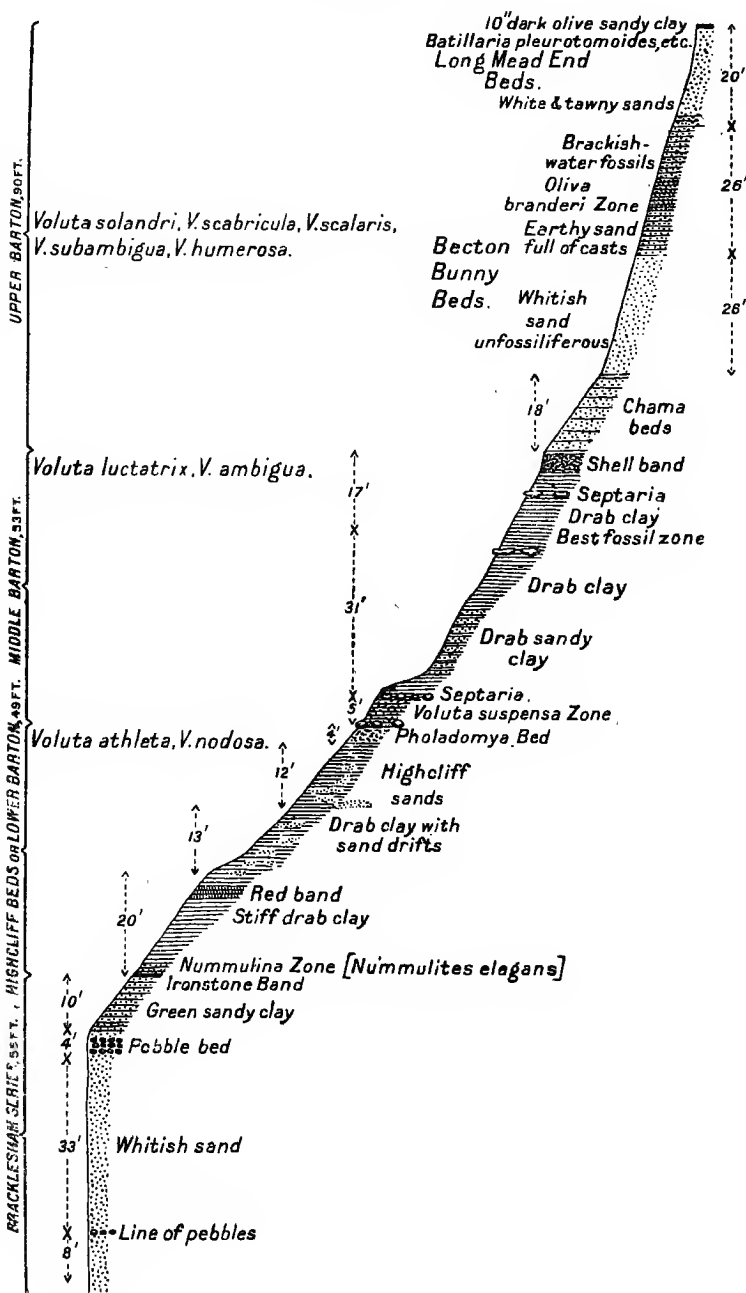 10" dark olive sandy clay
Batillaria pleurotomoides, etc.
Long Mead End
Beds.
White & tawny sands
20'
Brackish-
water fossils
Oliva
branderi Zone
Earthy sand
full of casts
26'
Becton
Bunny
Beds.
Whitish
sand
unfossiliferous
26'
UPPER BARTON, 90 FT.
Voluta solandri, V. scabricula, V. scalaris,
V. subambigua, V. humerosa.
18'
Chama
beds
Shell band
Voluta luctatrix, V. ambigua.
17'
Septaria
Drab clay
Best fossil zone
MIDDLE BARTON, 53 FT.
31'
Drab clay
Drab sandy
clay
5'
Septaria.
Voluta suspensa Zone
Pholadomya Bed
4'
Voluta athleta, V. nodosa.
HIGHCLIFF BEDS or LOWER BARTON, 49 FT.
12'
Highcliff
sands
13'
Drab clay with
sand drifts
20'
Red band
Stiff drab clay
Nummulina Zone [Nummulites elegans]
Ironstone Band
10'
Green sandy clay
4'
Pebble bed
BRACKLESHAM SERIES, 55 FT.
33'
Whitish sand
Line of pebbles
8'